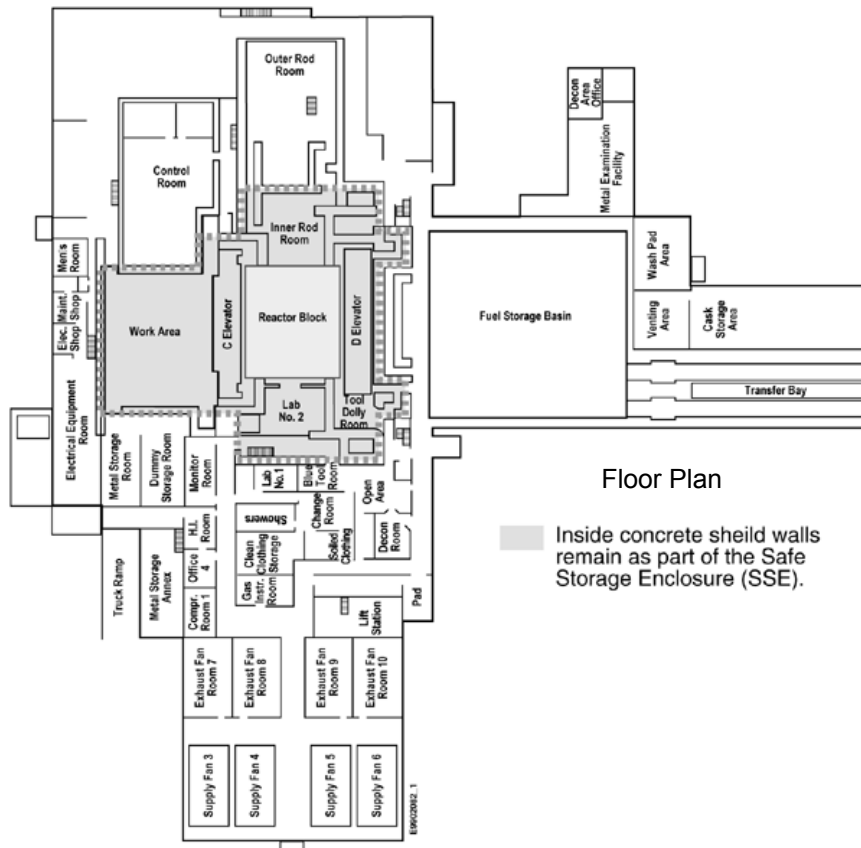 Outer Rod
Room
Decon
Area
Office
Metal Examination
Facility
Control
Room
Inner Rod
Room
Men's
Room
Maint.
Shop
Elec.
Shop
Work Area
C Elevator
Reactor Block
D Elevator
Fuel Storage Basin
Wash Pad
Area
Venting
Area
Cask
Storage
Area
Transfer Bay
Lab
No. 2
Tool
Dolly
Room
Electrical Equipment
Room
Metal Storage
Room
Dummy
Storage Room
Monitor
Room
Lab
No. 1
Blue
Tool
Room
Open
Area
Floor Plan
Showers
Change
Room
H.I. Room
Clean
Clothing
Storage
Soiled
Clothing
Decon
Room
Inside concrete sheild walls
remain as part of the Safe
Storage Enclosure (SSE).
Truck Ramp
Metal Storage
Annex
Office
4
Compr.
Room 1
Gas
Instr.
Room
Lift
Station
Pad
Exhaust Fan
Room 7
Exhaust Fan
Room 8
Exhaust Fan
Room 9
Exhaust Fan
Room 10
Supply Fan 3
Supply Fan 4
Supply Fan 5
Supply Fan 6
E9902082_1